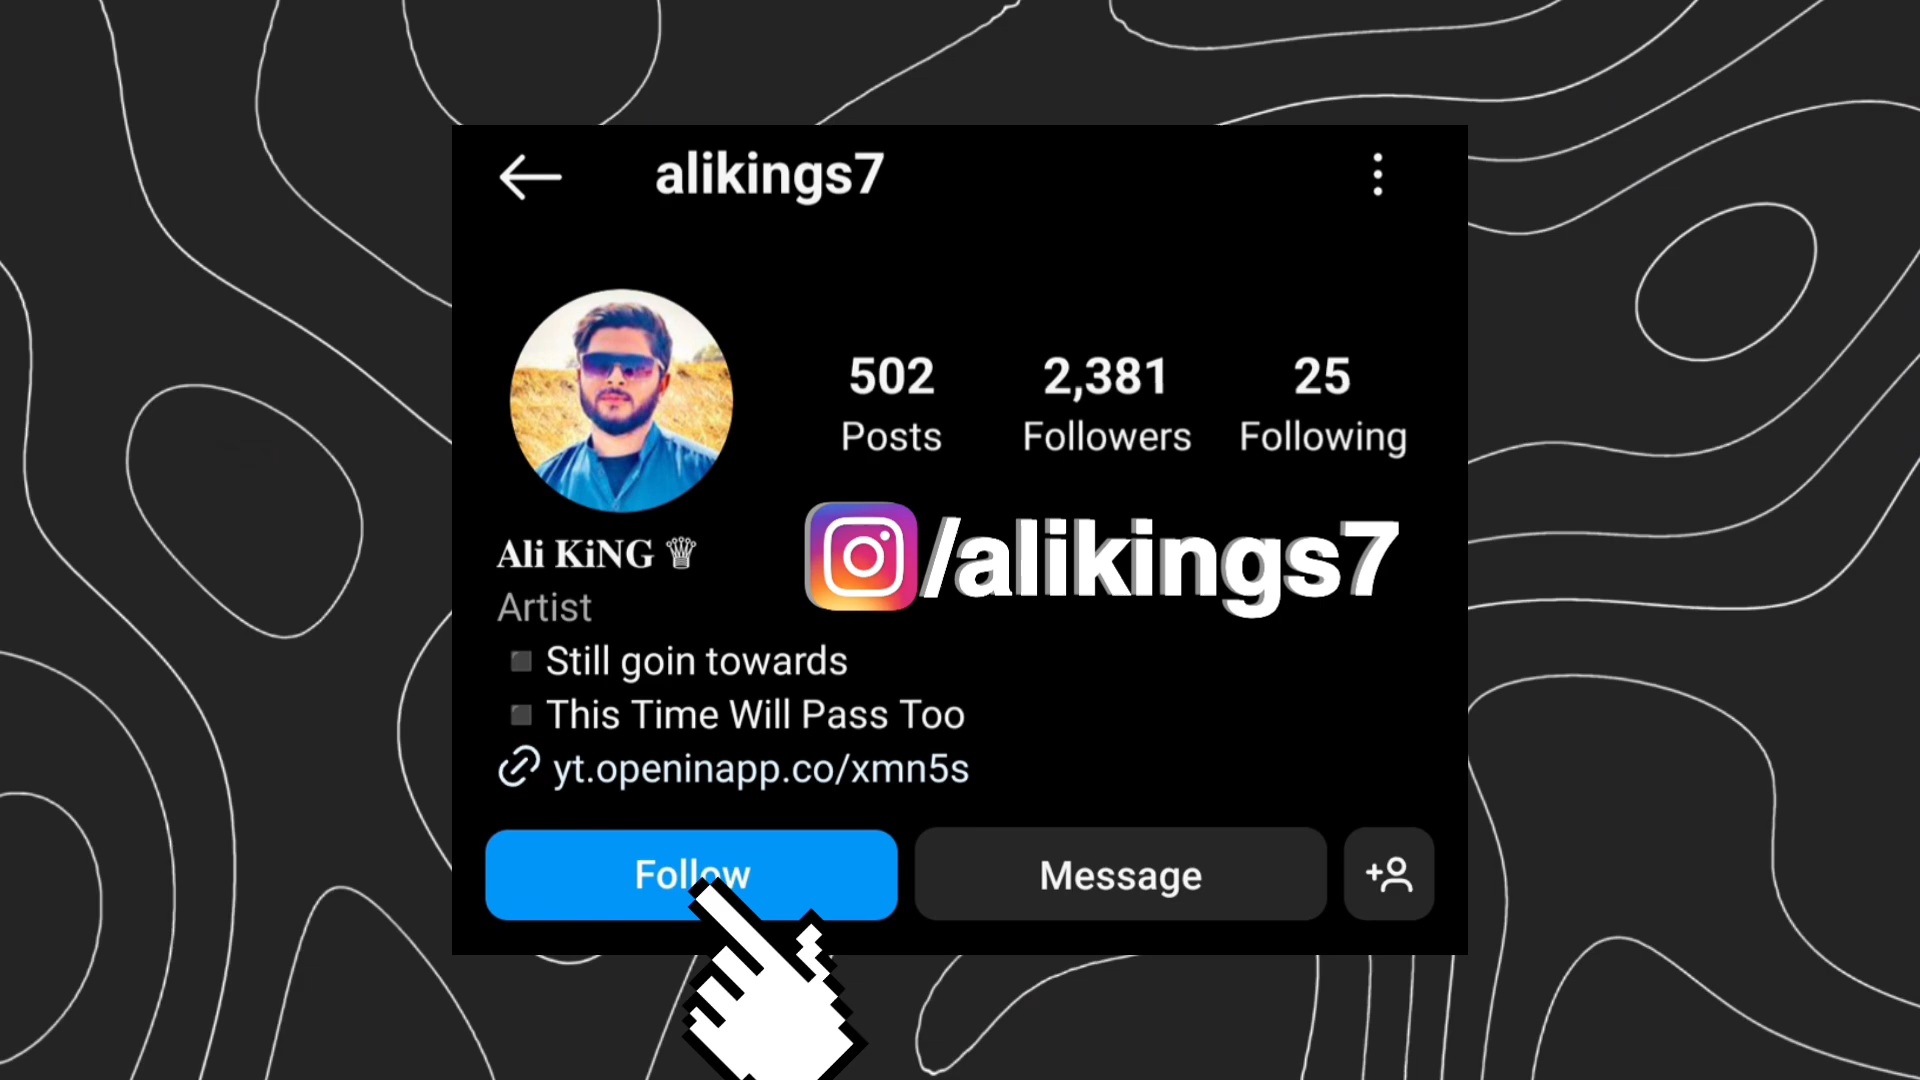 alikings7
502 2,381 25
Posts Followers Following
/alikings7
Ali KiNG ♕
Artist
◾Still goin towards
◾This Time Will Pass Too
yt.openinapp.co/xmn5s
Follow Message